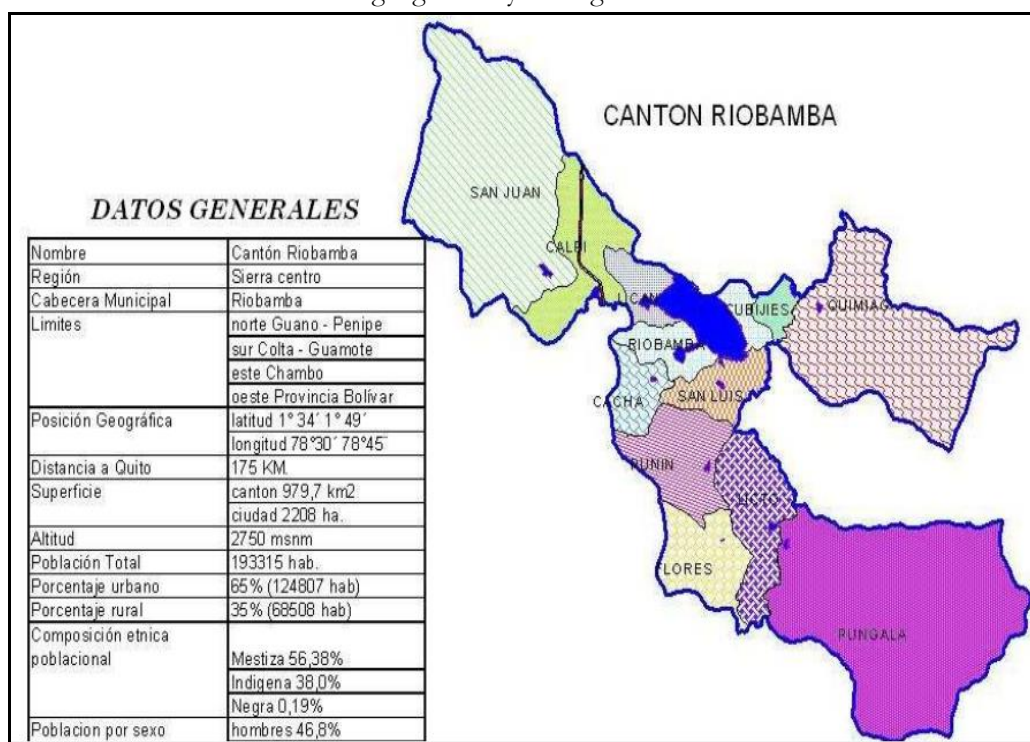 CANTON RIOBAMBA
DATOS GENERALES
Nombre Cantón Riobamba
Región Sierra centro
Cabecera Municipal Riobamba
Limites norte Guano - Penipe
sur Colta - Guamote
este Chambo
oeste Provincia Bolívar
Posición Geográfica latitud 1° 34´ 1° 49´
longitud 78°30´ 78°45
Distancia a Quito 175 KM.
Superficie canton 979,7 km2
ciudad 2208 ha.
Altitud 2750 msnm
Población Total 193315 hab.
Porcentaje urbano 65% (124807 hab)
Porcentaje rural 35% (68508 hab)
Composición etnica
poblacional Mestiza 56,38%
Indigena 38,0%
Negra 0,19%
Poblacion por sexo hombres 46,8%
SAN JUAN
CALPI
LICAN
CUBIJIES
QUIMIAG
RIOBAMBA
CACHA
SAN LUIS
PUNIN
LICTO
LORES
PUNGALA